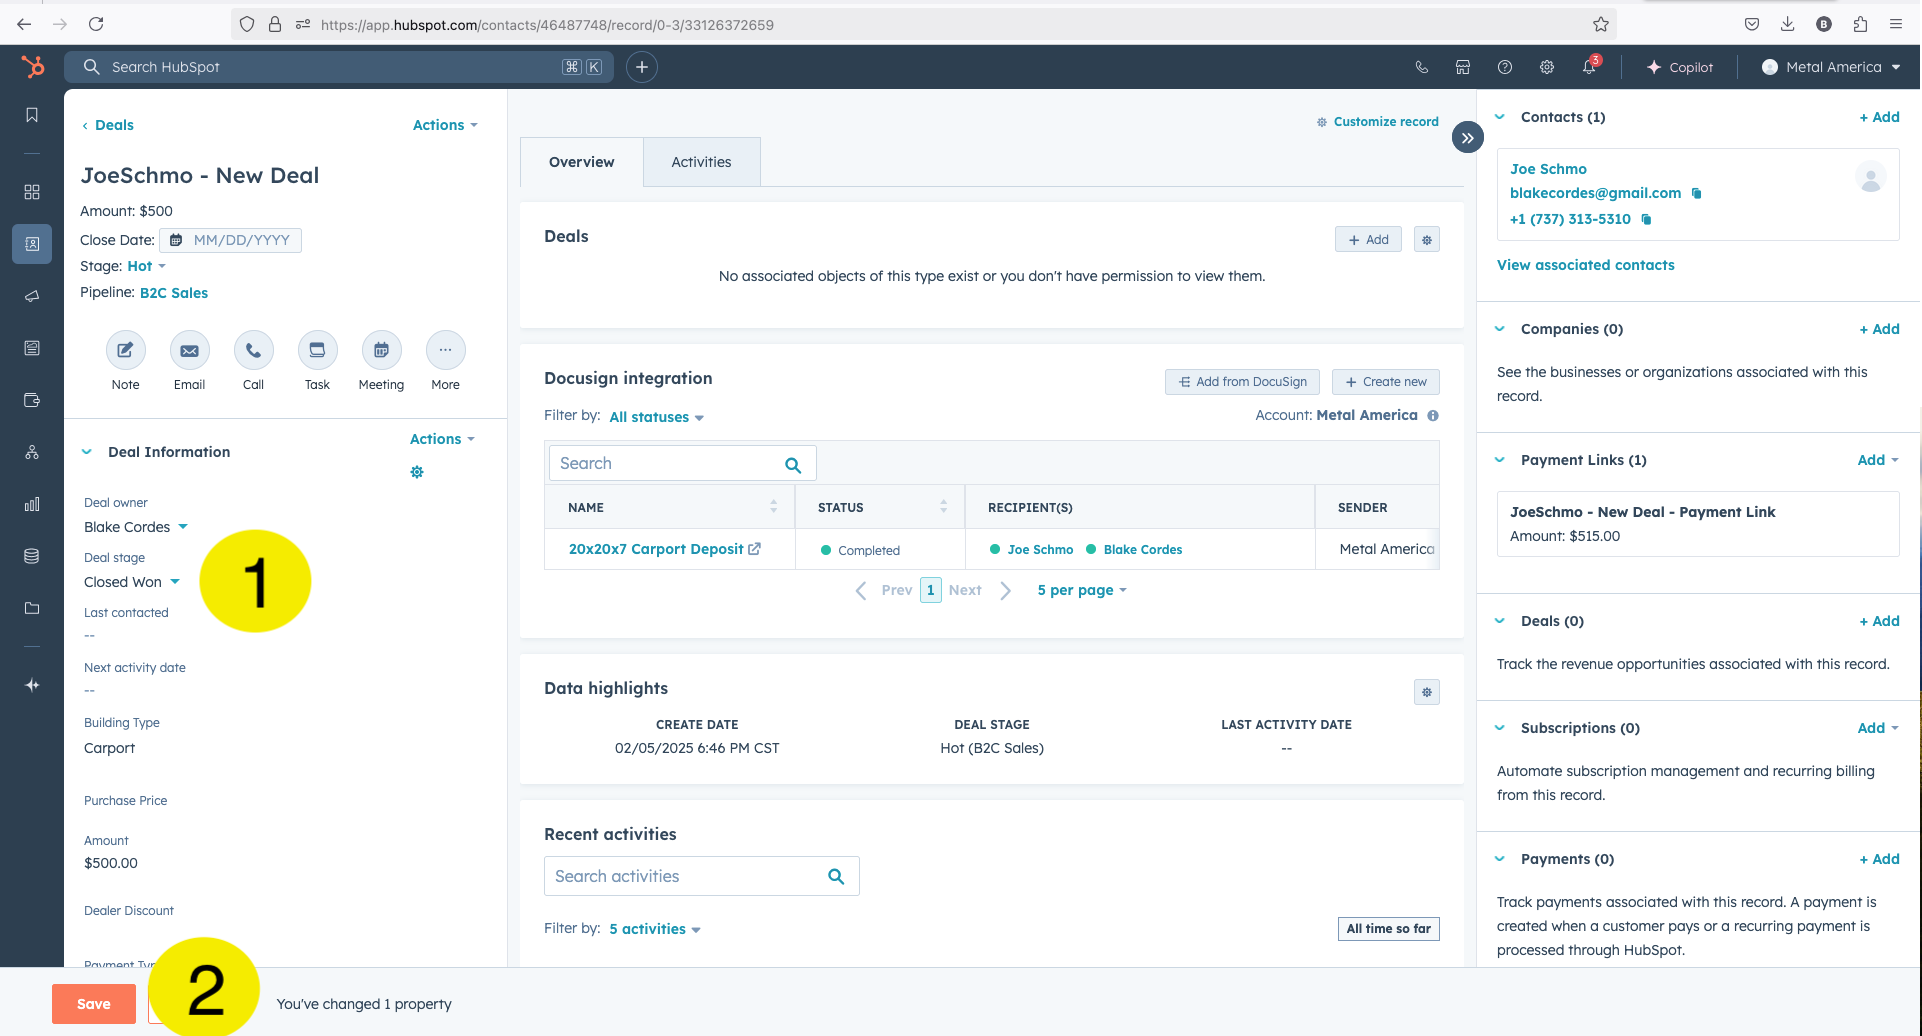 https://app.hubspot.com/contacts/46487748/record/0-3/33126372659
B
Search HubSpot
⌘ K
3
Copilot
Metal America
Deals
Actions
JoeSchmo - New Deal
Amount: $500
Close Date: MM/DD/YYYY
Stage: Hot
Pipeline: B2C Sales
Note
Email
Call
Task
Meeting
More
Deal Information
Actions
Deal owner
Blake Cordes
Deal stage
Closed Won
1
Last contacted
--
Next activity date
--
Building Type
Carport
Purchase Price
Amount
$500.00
Dealer Discount
Save
2
You've changed 1 property
Customize record
Overview
Activities
Deals
+ Add
No associated objects of this type exist or you don't have permission to view them.
Docusign integration
Add from DocuSign
+ Create new
Filter by: All statuses
Account: Metal America
Search
NAME STATUS RECIPIENT(S) SENDER
20x20x7 Carport Deposit Completed Joe Schmo Blake Cordes Metal America
Prev 1 Next 5 per page
Data highlights
CREATE DATE DEAL STAGE LAST ACTIVITY DATE
02/05/2025 6:46 PM CST Hot (B2C Sales) --
Recent activities
Search activities
Filter by: 5 activities
All time so far
Contacts (1)
+ Add
Joe Schmo
blakecordes@gmail.com
+1 (737) 313-5310
View associated contacts
Companies (0)
+ Add
See the businesses or organizations associated with this
record.
Payment Links (1)
Add
JoeSchmo - New Deal - Payment Link
Amount: $515.00
Deals (0)
+ Add
Track the revenue opportunities associated with this record.
Subscriptions (0)
Add
Automate subscription management and recurring billing
from this record.
Payments (0)
+ Add
Track payments associated with this record. A payment is
created when a customer pays or a recurring payment is
processed through HubSpot.